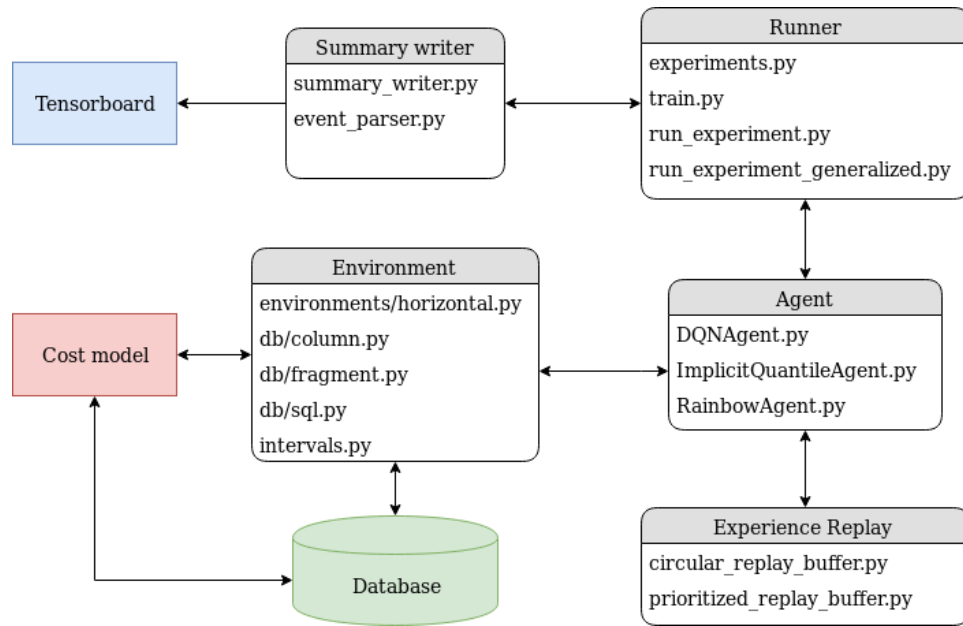 Tensorboard
Summary writer
summary_writer.py
event_parser.py
Runner
experiments.py
train.py
run_experiment.py
run_experiment_generalized.py
Cost model
Environment
environments/horizontal.py
db/column.py
db/fragment.py
db/sql.py
intervals.py
Agent
DQNAgent.py
ImplicitQuantileAgent.py
RainbowAgent.py
Database
Experience Replay
circular_replay_buffer.py
prioritized_replay_buffer.py